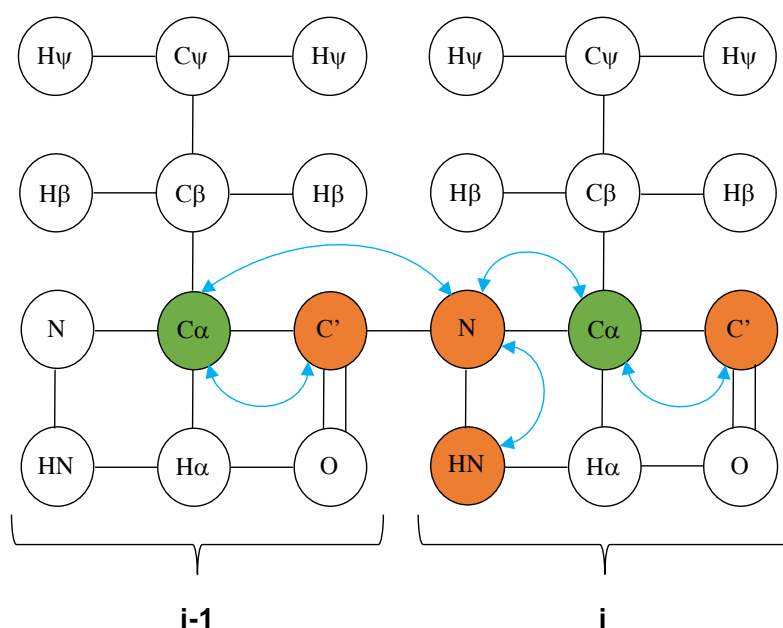 Hψ Cψ Hψ Hψ Cψ Hψ
Hβ Cβ Hβ Hβ Cβ Hβ
N Cα C’ N Cα C’
HN Hα O HN Hα O
i-1 i